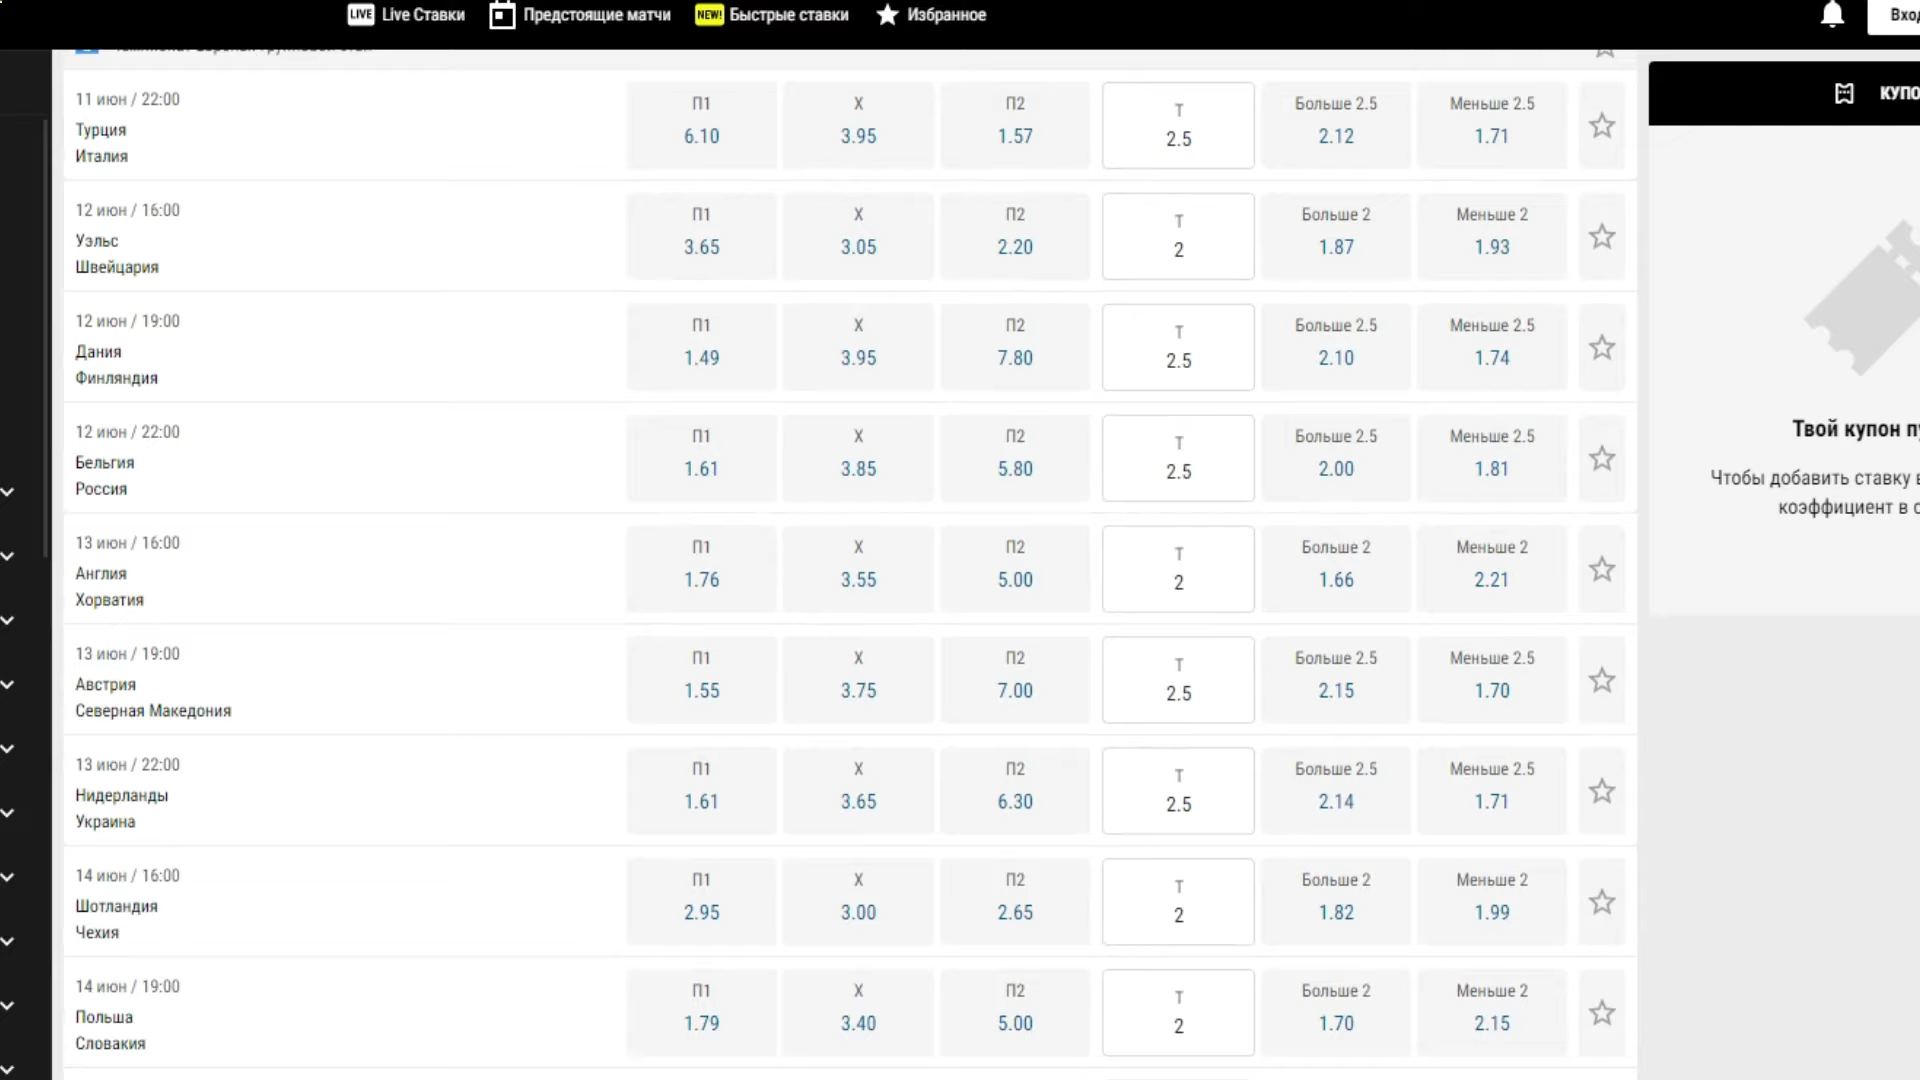 LIVE Live Ставки Предстоящие матчи NEW! Быстрые ставки Избранное
11 июн / 22:00
Турция
Италия
П1 X П2 Т Больше 2.5 Меньше 2.5
6.10 3.95 1.57 2.5 2.12 1.71
12 июн / 16:00
Уэльс
Швейцария
П1 X П2 Т Больше 2 Меньше 2
3.65 3.05 2.20 2 1.87 1.93
12 июн / 19:00
Дания
Финляндия
П1 X П2 Т Больше 2.5 Меньше 2.5
1.49 3.95 7.80 2.5 2.10 1.74
12 июн / 22:00
Бельгия
Россия
П1 X П2 Т Больше 2.5 Меньше 2.5
1.61 3.85 5.80 2.5 2.00 1.81
13 июн / 16:00
Англия
Хорватия
П1 X П2 Т Больше 2 Меньше 2
1.76 3.55 5.00 2 1.66 2.21
13 июн / 19:00
Австрия
Северная Македония
П1 X П2 Т Больше 2.5 Меньше 2.5
1.55 3.75 7.00 2.5 2.15 1.70
13 июн / 22:00
Нидерланды
Украина
П1 X П2 Т Больше 2.5 Меньше 2.5
1.61 3.65 6.30 2.5 2.14 1.71
14 июн / 16:00
Шотландия
Чехия
П1 X П2 Т Больше 2 Меньше 2
2.95 3.00 2.65 2 1.82 1.99
14 июн / 19:00
Польша
Словакия
П1 X П2 Т Больше 2 Меньше 2
1.79 3.40 5.00 2 1.70 2.15
Вход
КУПО
Твой купон
Чтобы добавить ставку в
коэффициент в